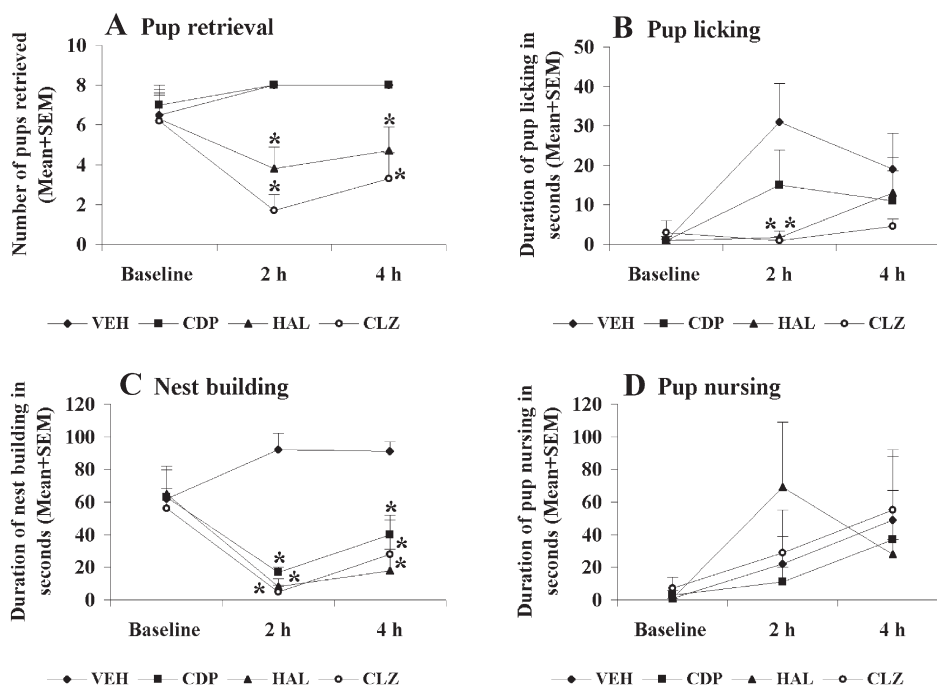 A Pup retrieval
Number of pups retrieved
(Mean+SEM)
10
8
6
4
2
0
* * * *
Baseline 2 h 4 h
VEH CDP HAL CLZ
B Pup licking
Duration of pup licking in
seconds (Mean+SEM)
50
40
30
20
10
0
* *
Baseline 2 h 4 h
VEH CDP HAL CLZ
C Nest building
Duration of nest building in
seconds (Mean+SEM)
120
100
80
60
40
20
0
* * * * * *
Baseline 2 h 4 h
VEH CDP HAL CLZ
D Pup nursing
Duration of pup nursing in
seconds (Mean+SEM)
120
100
80
60
40
20
0
Baseline 2 h 4 h
VEH CDP HAL CLZ